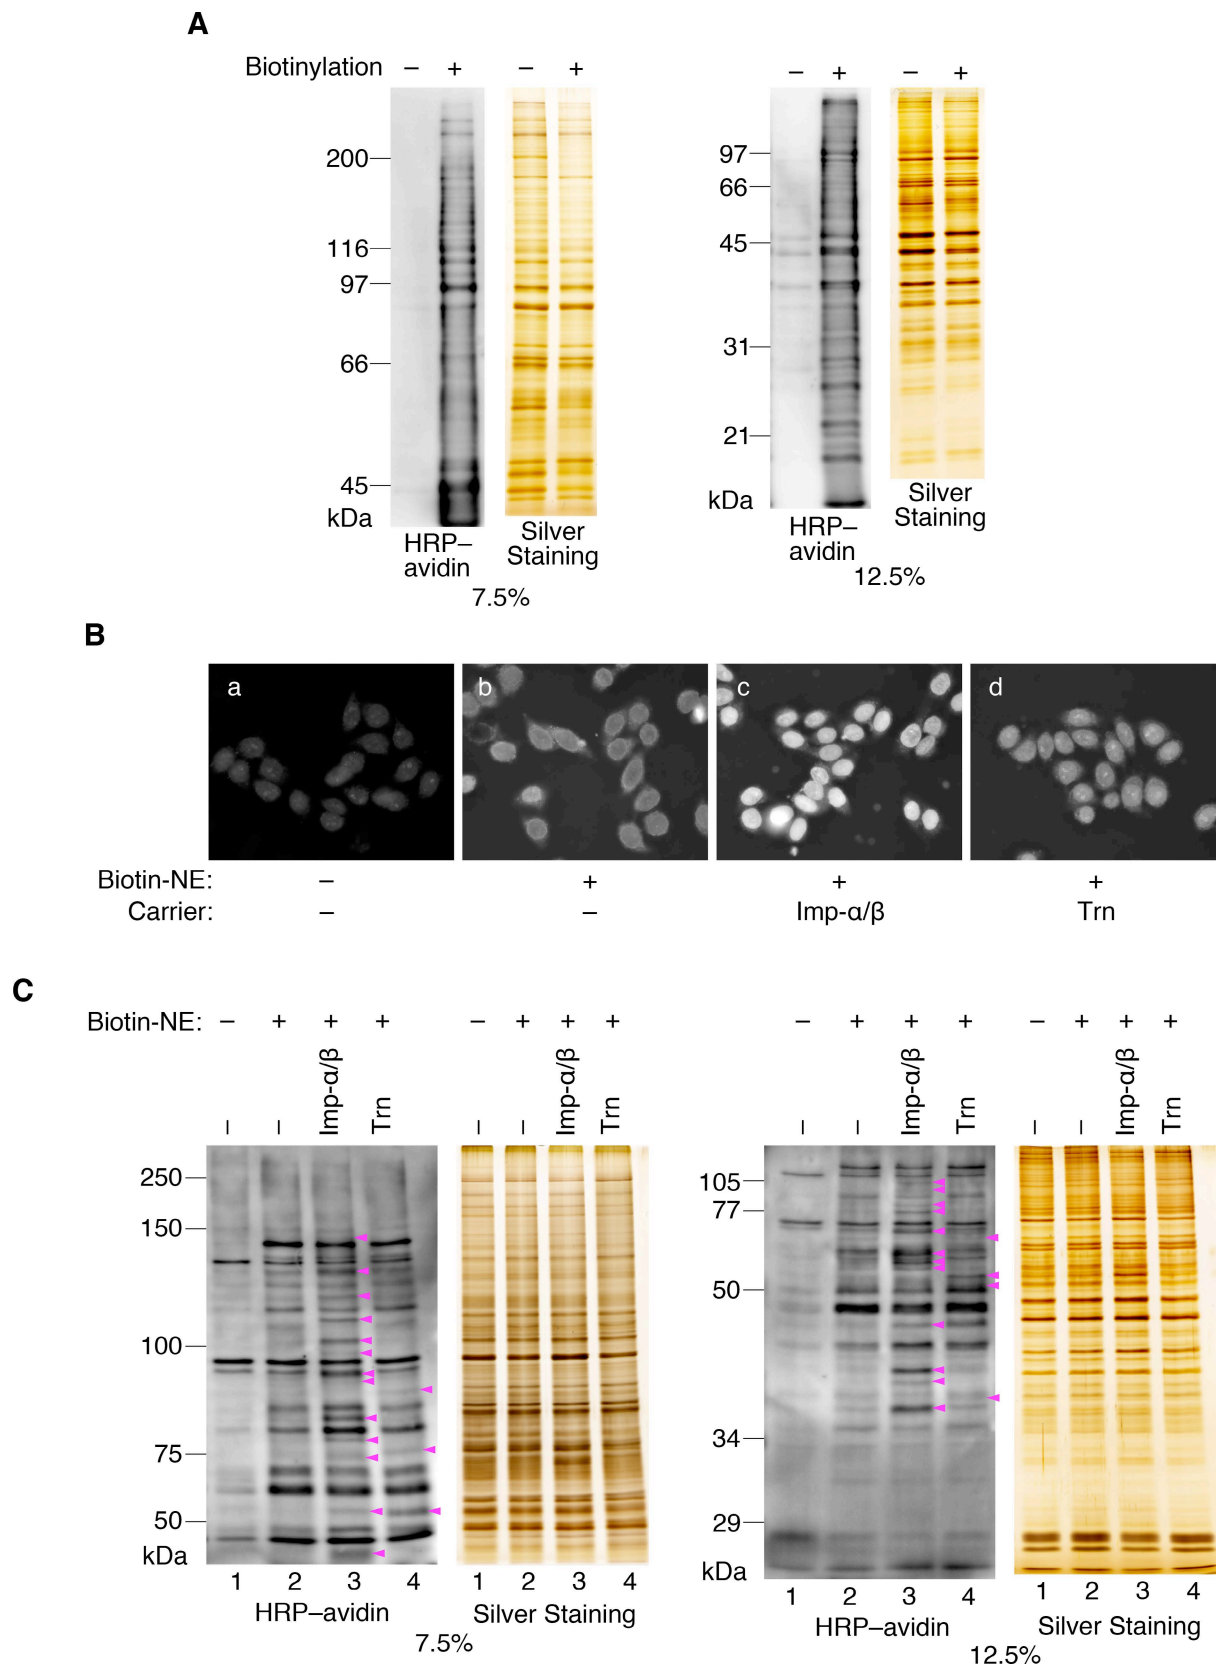 A
Biotinylation – + – +
– + – +
200
116
97
66
45
kDa
HRP–
avidin
Silver
Staining
7.5%
97
66
45
31
21
kDa
HRP–
avidin
Silver
Staining
12.5%
B
a b c d
Biotin-NE: – + + +
Carrier: – – Imp-α/β Trn
C
Biotin-NE: – + + + – + + + – + + + – + + +
– – Imp-α/β Trn – – Imp-α/β Trn – – Imp-α/β Trn – – Imp-α/β Trn
250
150
100
75
50
kDa
1 2 3 4 1 2 3 4
HRP–avidin Silver Staining
7.5%
105
77
50
34
29
kDa
1 2 3 4 1 2 3 4
HRP–avidin Silver Staining
12.5%